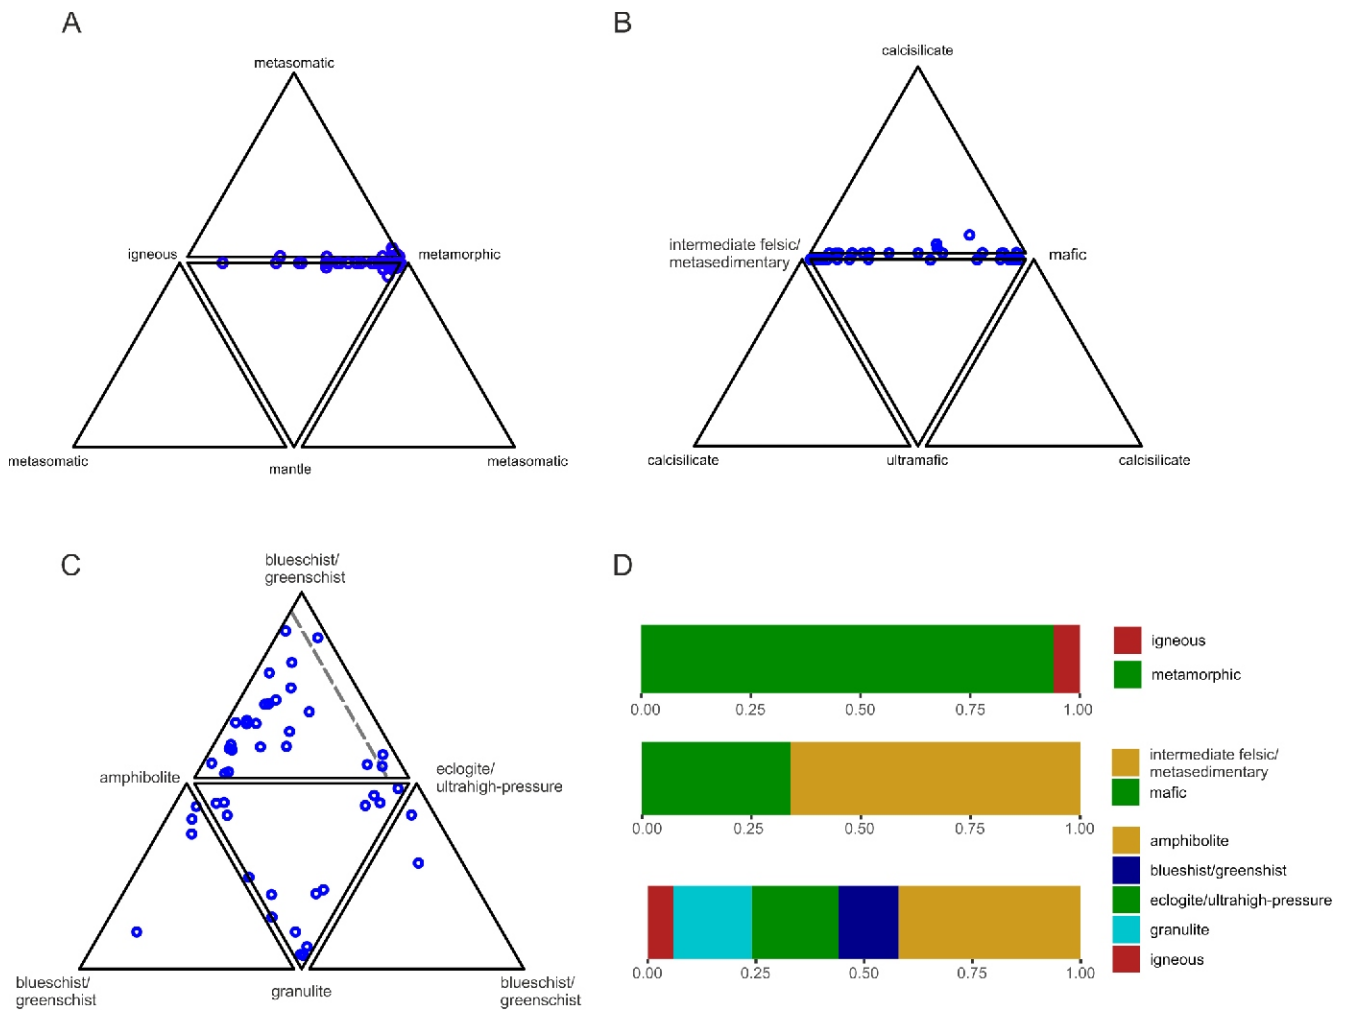 A
metasomatic
igneous
metamorphic
metasomatic
mantle
metasomatic
B
calcisilicate
intermediate felsic/
metasedimentary
mafic
calcisilicate
ultramafic
calcisilicate
C
blueschist/
greenschist
amphibolite
eclogite/
ultrahigh-pressure
blueschist/
greenschist
granulite
blueschist/
greenschist
D
igneous
metamorphic
0.00 0.25 0.50 0.75 1.00
intermediate felsic/
metasedimentary
mafic
0.00 0.25 0.50 0.75 1.00
amphibolite
blueshist/greenshist
eclogite/ultrahigh-pressure
granulite
igneous
0.00 0.25 0.50 0.75 1.00